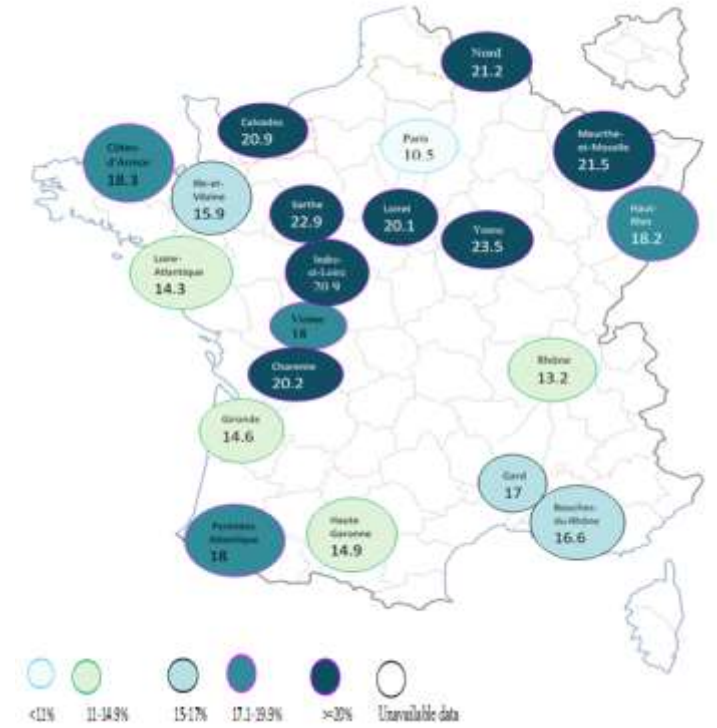 Nord
21.2
Calvados
20.9
Paris
10.5
Meurthe-
et-Moselle
21.5
Côtes-
d'Armor
18.3
Ille-et-
Vilaine
15.9
Sarthe
22.9
Loiret
20.1
Yonne
23.5
Haut-
Rhin
18.2
Loire-
Atlantique
14.3
Indre-
et-Loire
20.9
Vienne
18
Charente
20.2
Rhône
13.2
Gironde
14.6
Gard
17
Bouches-
du-Rhône
16.6
Pyrénées
Atlantique
18
Haute
Garonne
14.9
<11% 11-14.9% 15-17% 17.1-19.9% >=20% Unavailable data